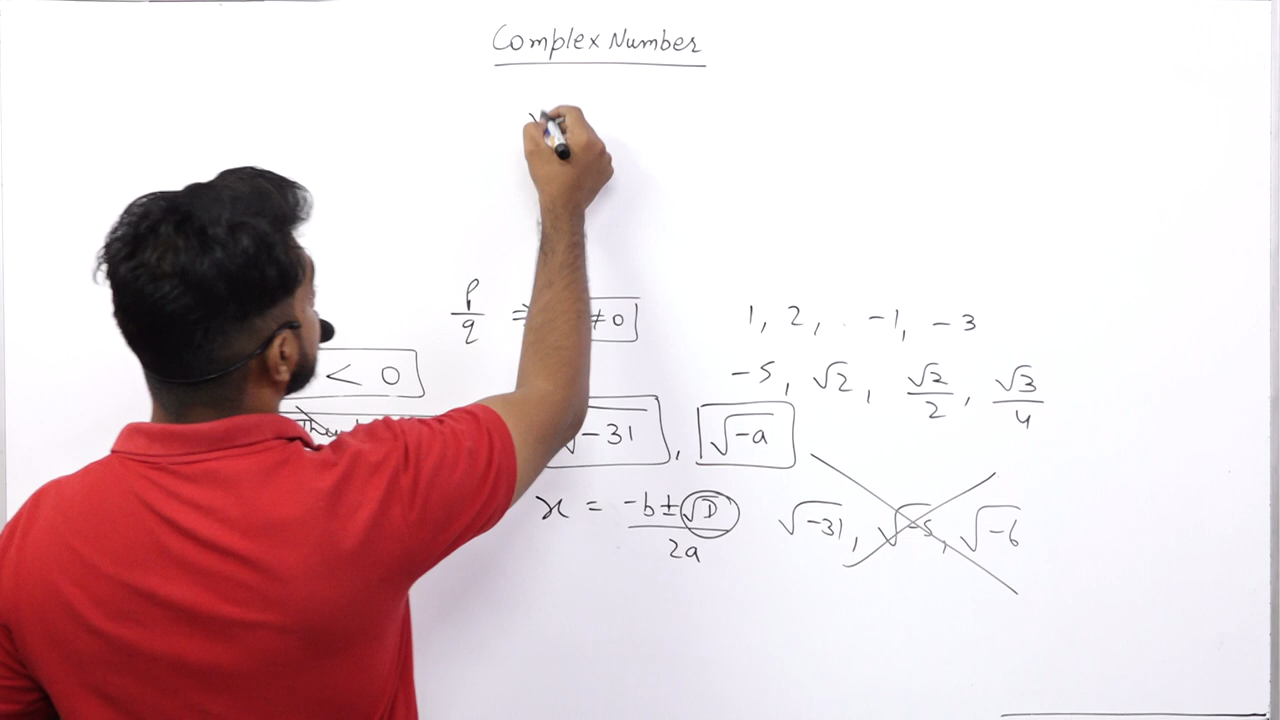 Complex Number
p/q ⇒ ≠0
1, 2, . -1, -3
< 0
-5, √2, √2/2, √3/4
√-31, √-a
x = -b±√D/2a
√-31, √-5, √-6